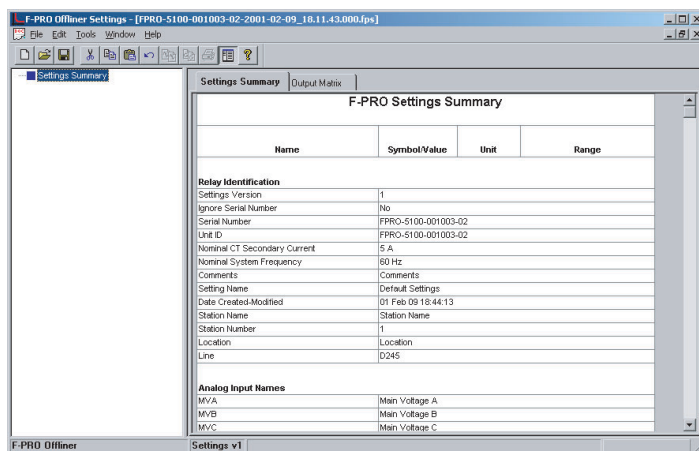 F-PRO Offliner Settings - [FPRO-5100-001003-02-2001-02-09_18.11.43.000.fps]
File Edit Tools Window Help
Settings Summary
Settings Summary Output Matrix
F-PRO Settings Summary
Name Symbol/Value Unit Range
Relay Identification
Settings Version 1
Ignore Serial Number No
Serial Number FPRO-5100-001003-02
Unit ID FPRO-5100-001003-02
Nominal CT Secondary Current 5 A
Nominal System Frequency 60 Hz
Comments Comments
Setting Name Default Settings
Date Created-Modified 01 Feb 09 18:44:13
Station Name Station Name
Station Number 1
Location Location
Line D245
Analog Input Names
MVA Main Voltage A
MVB Main Voltage B
MVC Main Voltage C
F-PRO Offliner Settings v1